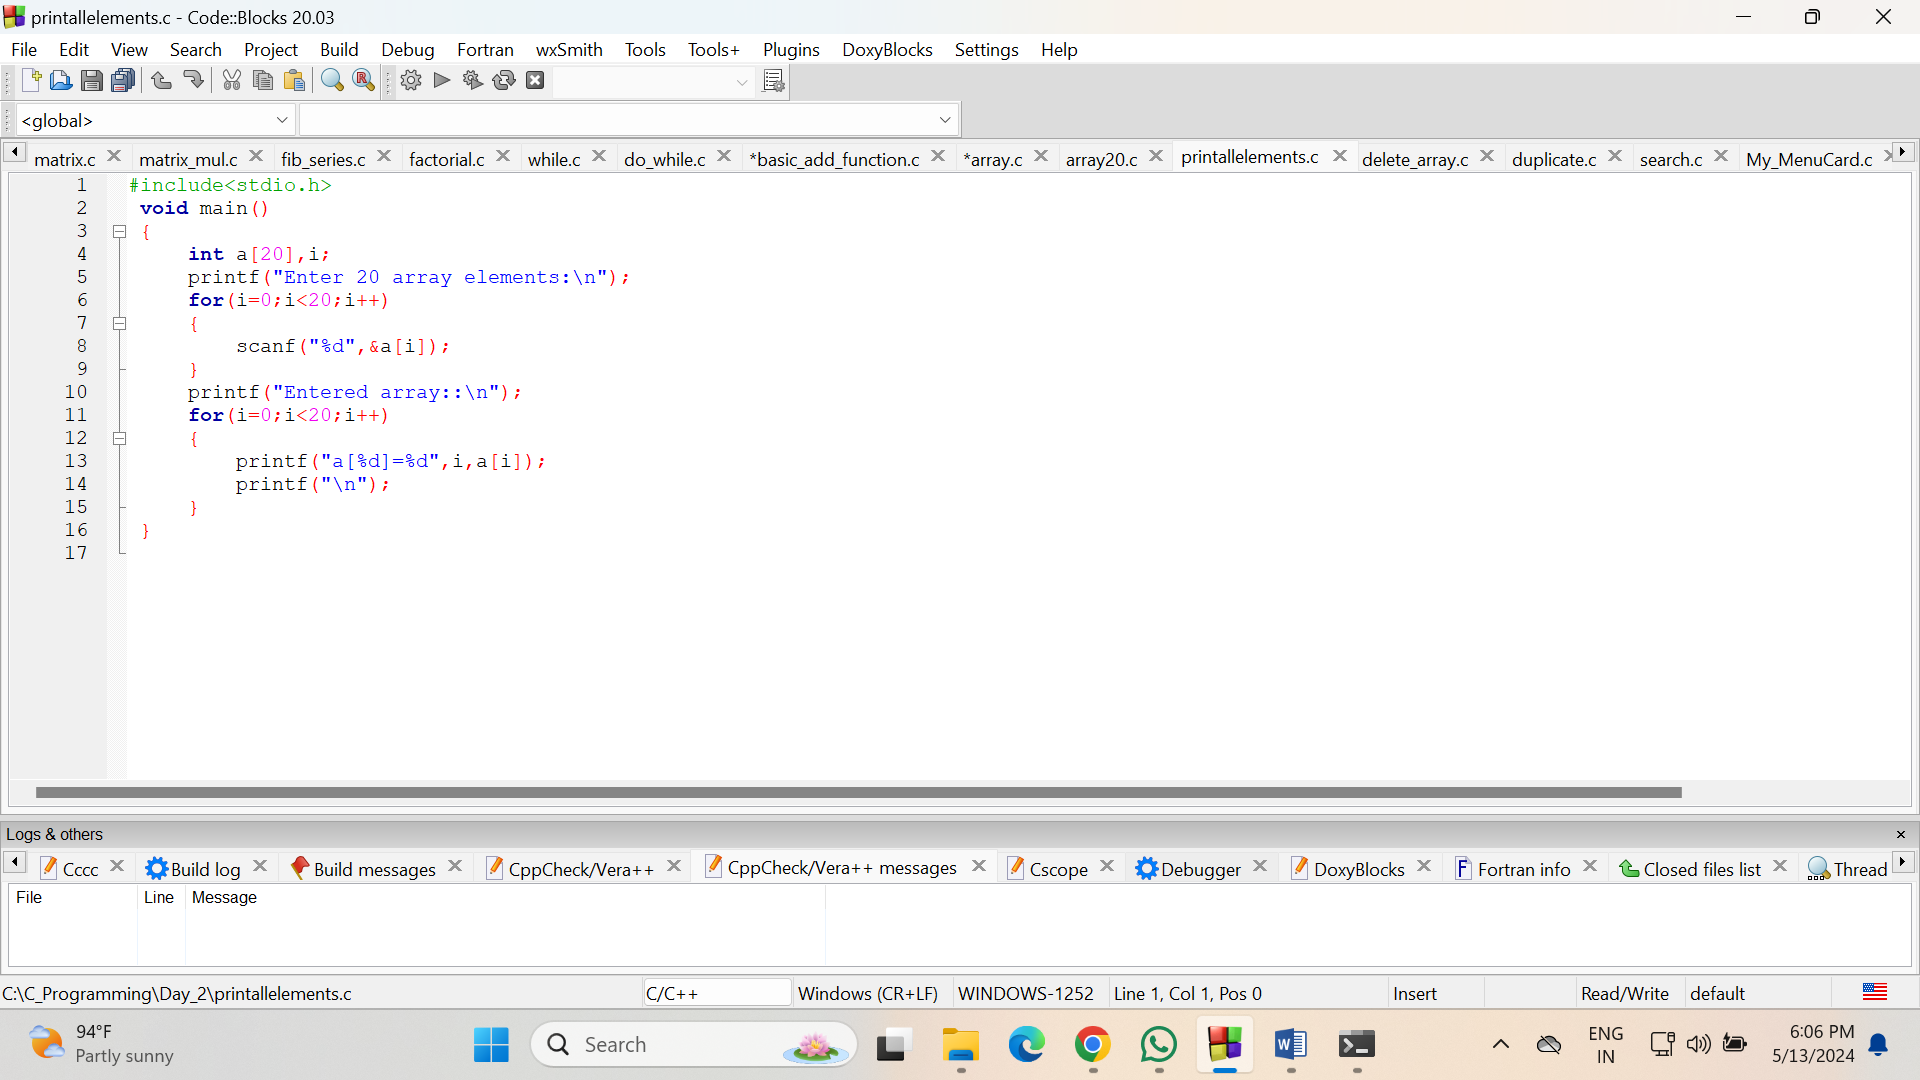 printallelements.c - Code::Blocks 20.03
File Edit View Search Project Build Debug Fortran wxSmith Tools Tools+ Plugins DoxyBlocks Settings Help
<global>
matrix.c matrix_mul.c fib_series.c factorial.c while.c do_while.c *basic_add_function.c *array.c array20.c printallelements.c delete_array.c duplicate.c search.c My_MenuCard.c
1 #include<stdio.h>
2 void main()
3 {
4 int a[20],i;
5 printf("Enter 20 array elements:\n");
6 for(i=0;i<20;i++)
7 {
8 scanf("%d",&a[i]);
9 }
10 printf("Entered array::\n");
11 for(i=0;i<20;i++)
12 {
13 printf("a[%d]=%d",i,a[i]);
14 printf("\n");
15 }
16 }
17
Logs & others
Cccc Build log Build messages CppCheck/Vera++ CppCheck/Vera++ messages Cscope Debugger DoxyBlocks Fortran info Closed files list Thread
File Line Message
C:\C_Programming\Day_2\printallelements.c C/C++ Windows (CR+LF) WINDOWS-1252 Line 1, Col 1, Pos 0 Insert Read/Write default
94°F
Partly sunny
Search
ENG
IN
6:06 PM
5/13/2024